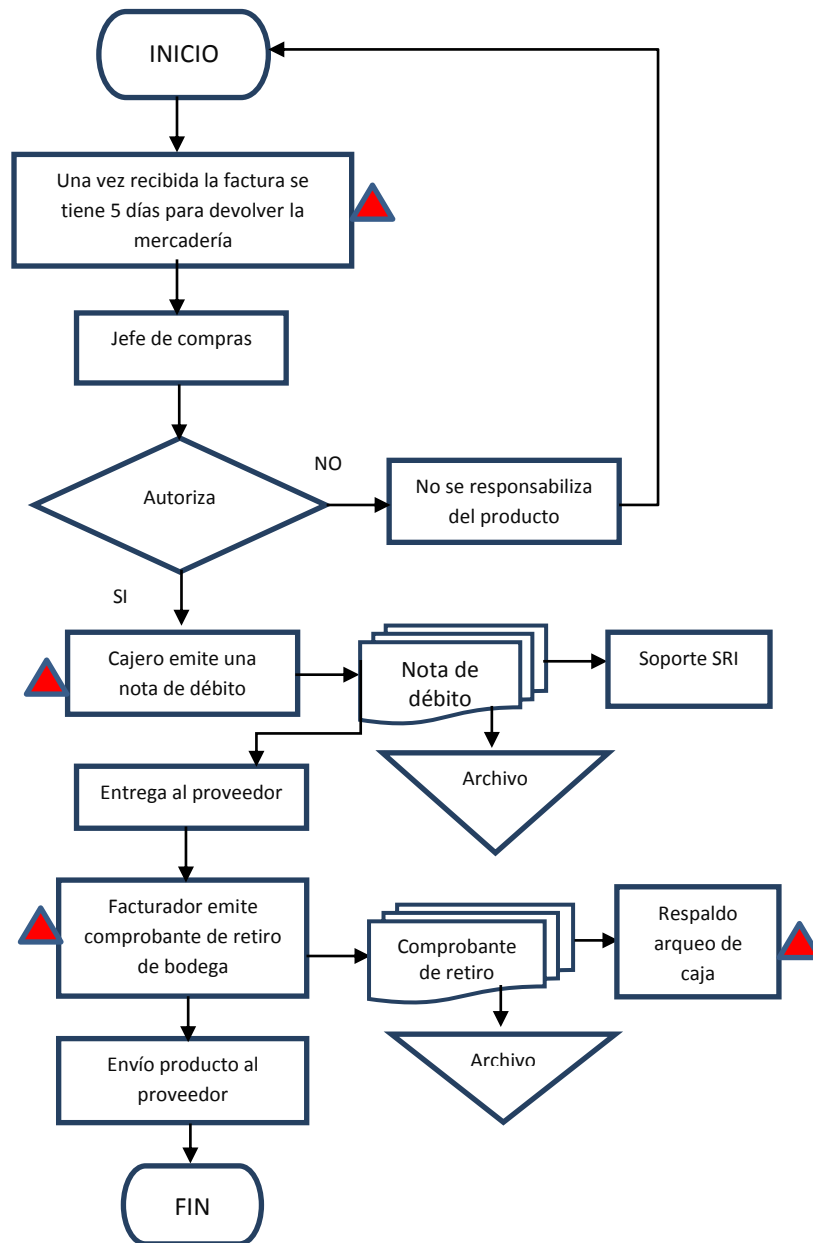 INICIO
Una vez recibida la factura se
tiene 5 días para devolver la
mercadería
Jefe de compras
Autoriza
NO
No se responsabiliza
del producto
SI
Cajero emite una
nota de débito
Nota de
débito
Soporte SRI
Archivo
Entrega al proveedor
Facturador emite
comprobante de retiro
de bodega
Comprobante
de retiro
Respaldo
arqueo de
caja
Archivo
Envío producto al
proveedor
FIN